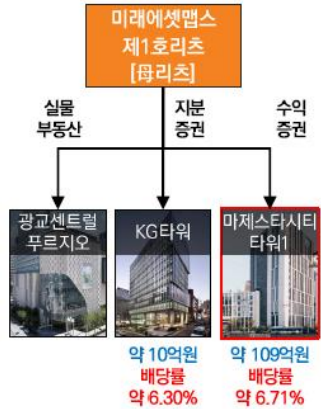 미래에셋맵스
제1호리츠
[母리츠]
실물
부동산
지분
증권
수익
증권
광교센트럴
푸르지오
KG타워
마제스타시티
타워1
약 10억원
배당률
약 6.30%
약 109억원
배당률
약 6.71%